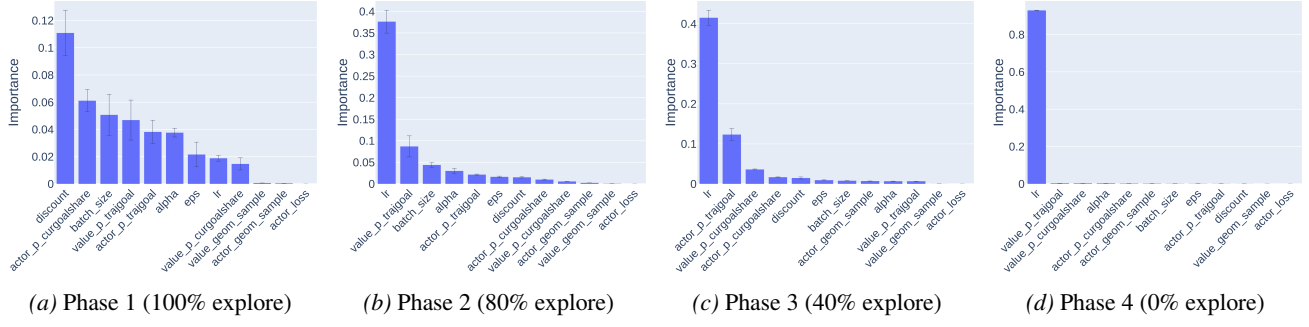 Importance
0.12
0.1
0.08
0.06
0.04
0.02
0
discount
actor_p_curgoalshare
batch_size
value_p_trajgoal
actor_p_trajgoal
alpha
eps
lr
value_p_curgoalshare
value_geom_sample
actor_geom_sample
actor_loss
(a) Phase 1 (100% explore)
Importance
0.4
0.35
0.3
0.25
0.2
0.15
0.1
0.05
0
lr
value_p_trajgoal
batch_size
alpha
actor_p_trajgoal
eps
discount
actor_p_curgoalshare
value_p_curgoalshare
actor_geom_sample
value_geom_sample
actor_loss
(b) Phase 2 (80% explore)
Importance
0.4
0.3
0.2
0.1
0
lr
actor_p_trajgoal
value_p_curgoalshare
actor_p_curgoalshare
discount
eps
batch_size
actor_geom_sample
alpha
value_p_trajgoal
value_geom_sample
actor_loss
(c) Phase 3 (40% explore)
Importance
0.8
0.6
0.4
0.2
0
lr
value_p_trajgoal
value_p_curgoalshare
alpha
actor_p_curgoalshare
actor_geom_sample
batch_size
eps
actor_p_trajgoal
discount
value_geom_sample
actor_loss
(d) Phase 4 (0% explore)